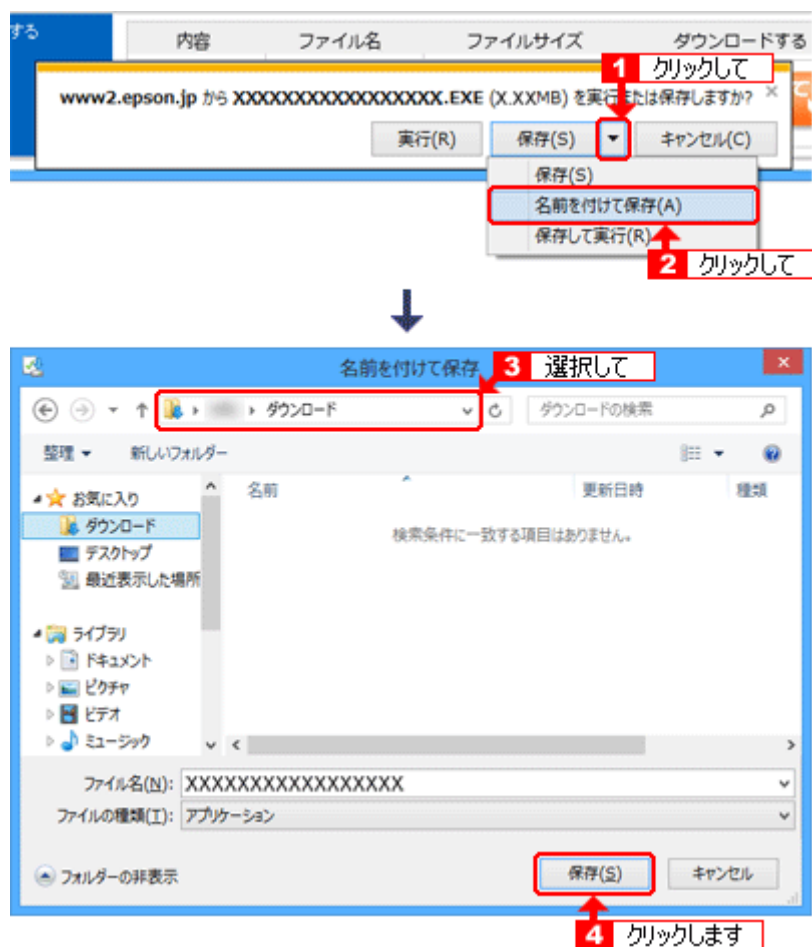 する
内容 ファイル名 ファイルサイズ ダウンロードする
1 クリックして
www2.epson.jp から XXXXXXXXXXXXXXXXX.EXE (X.XXMB) を実行または保存しますか? ×
実行(R) 保存(S) ▼ キャンセル(C)
保存(S)
名前を付けて保存(A)
保存して実行(R)
2 クリックして
名前を付けて保存
3 選択して
ダウンロード
ダウンロードの検索
整理 新しいフォルダー
お気に入り
ダウンロード
デスクトップ
最近表示した場所
ライブラリ
ドキュメント
ピクチャ
ビデオ
ミュージック
名前 更新日時 種類
検索条件に一致する項目はありません。
ファイル名(N): XXXXXXXXXXXXXXXXX
ファイルの種類(T): アプリケーション
フォルダーの非表示 保存(S) キャンセル
4 クリックします